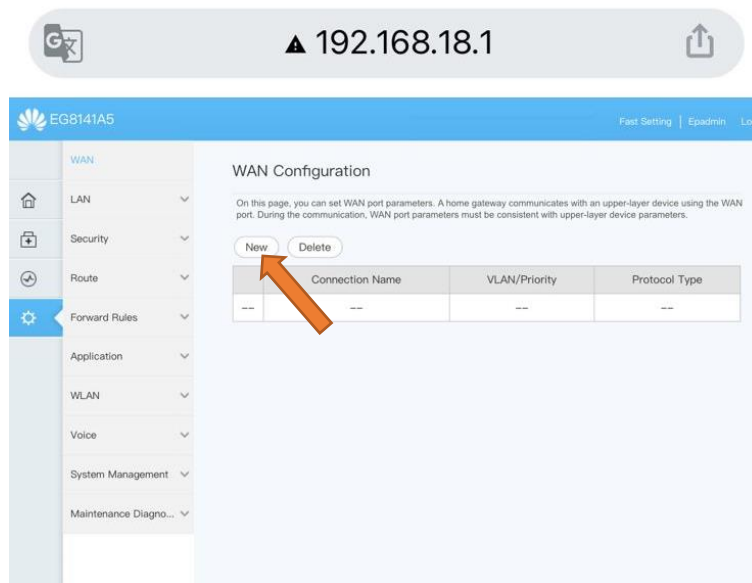 192.168.18.1
EG8141A5
Fast Setting | Epadmin Lo
WAN
LAN
Security
Route
Forward Rules
Application
WLAN
Voice
System Management
Maintenance Diagno...
WAN Configuration
On this page, you can set WAN port parameters. A home gateway communicates with an upper-layer device using the WAN
port. During the communication, WAN port parameters must be consistent with upper-layer device parameters.
New Delete
Connection Name VLAN/Priority Protocol Type
-- -- -- --